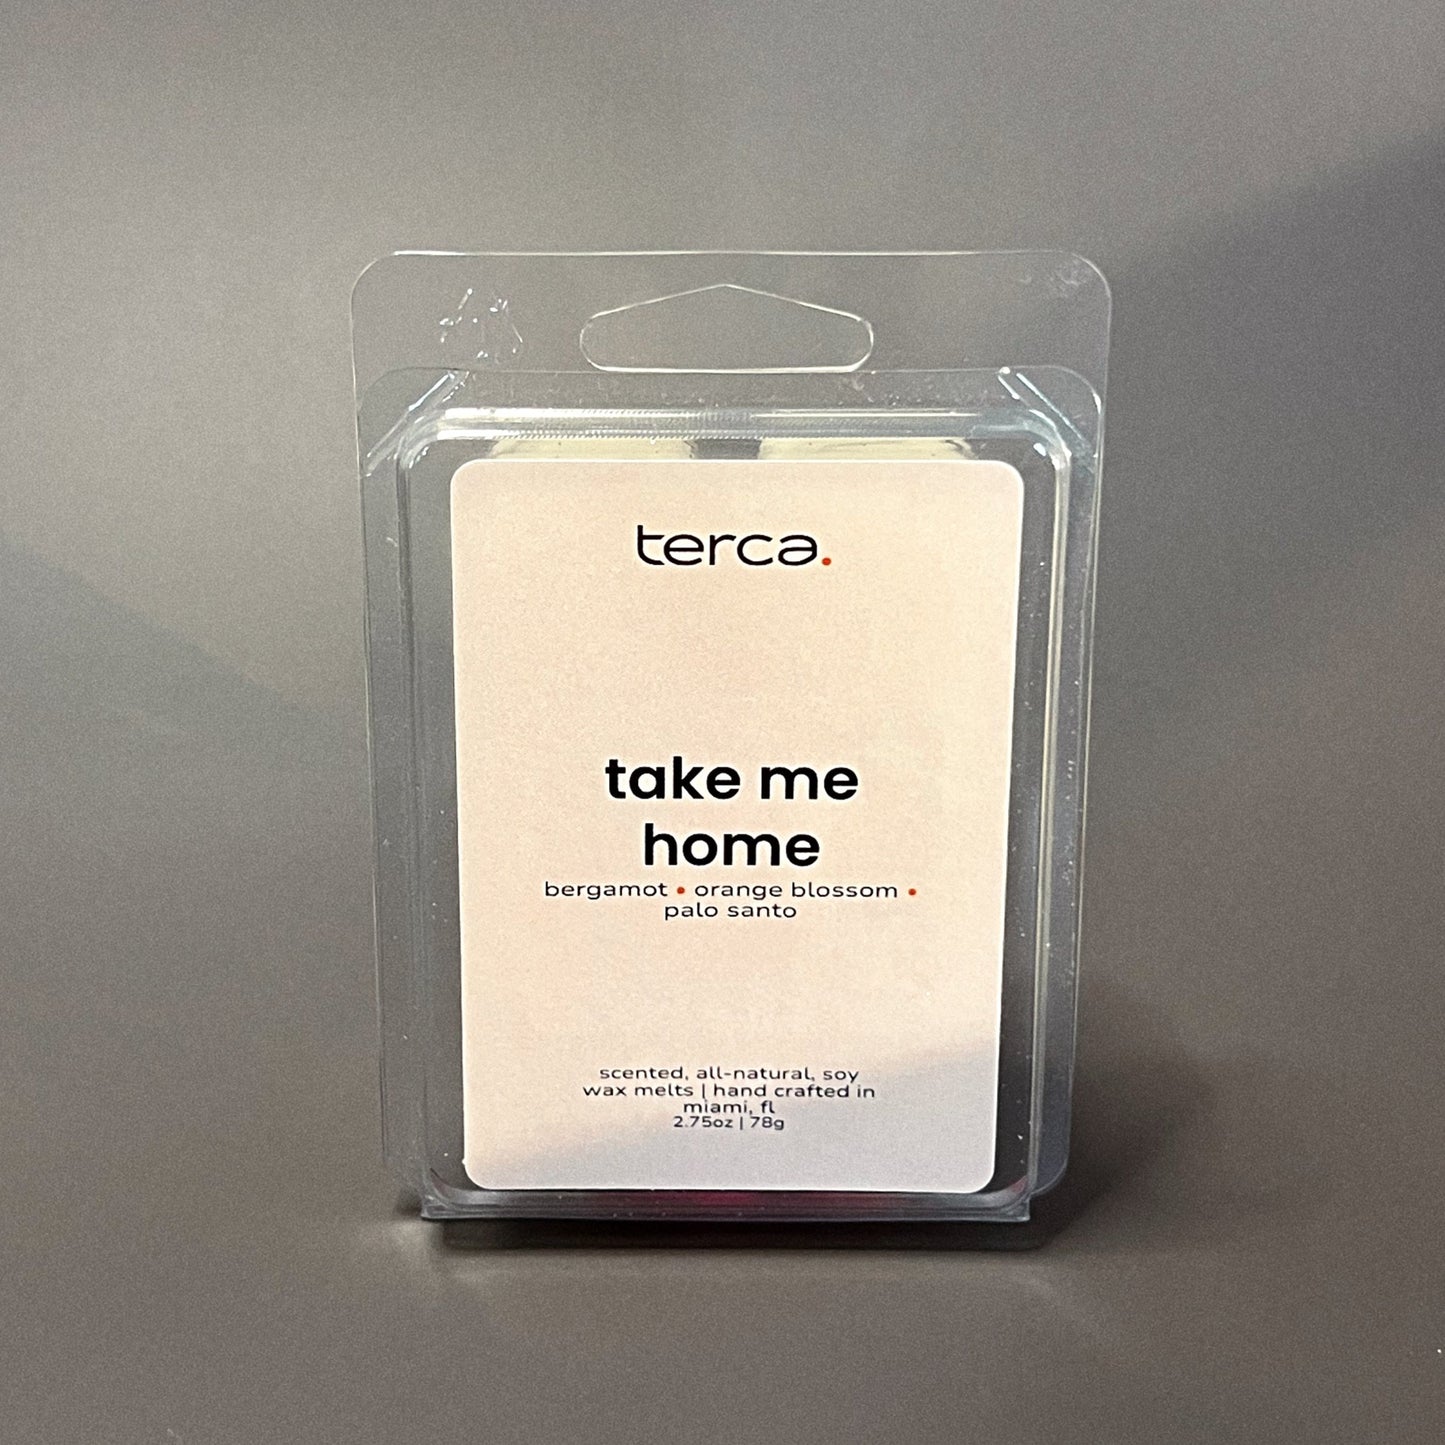 terca.
take me
home
bergamot • orange blossom •
palo santo
scented, all-natural, soy
wax melts | hand crafted in
miami, fl
2.75oz | 78g